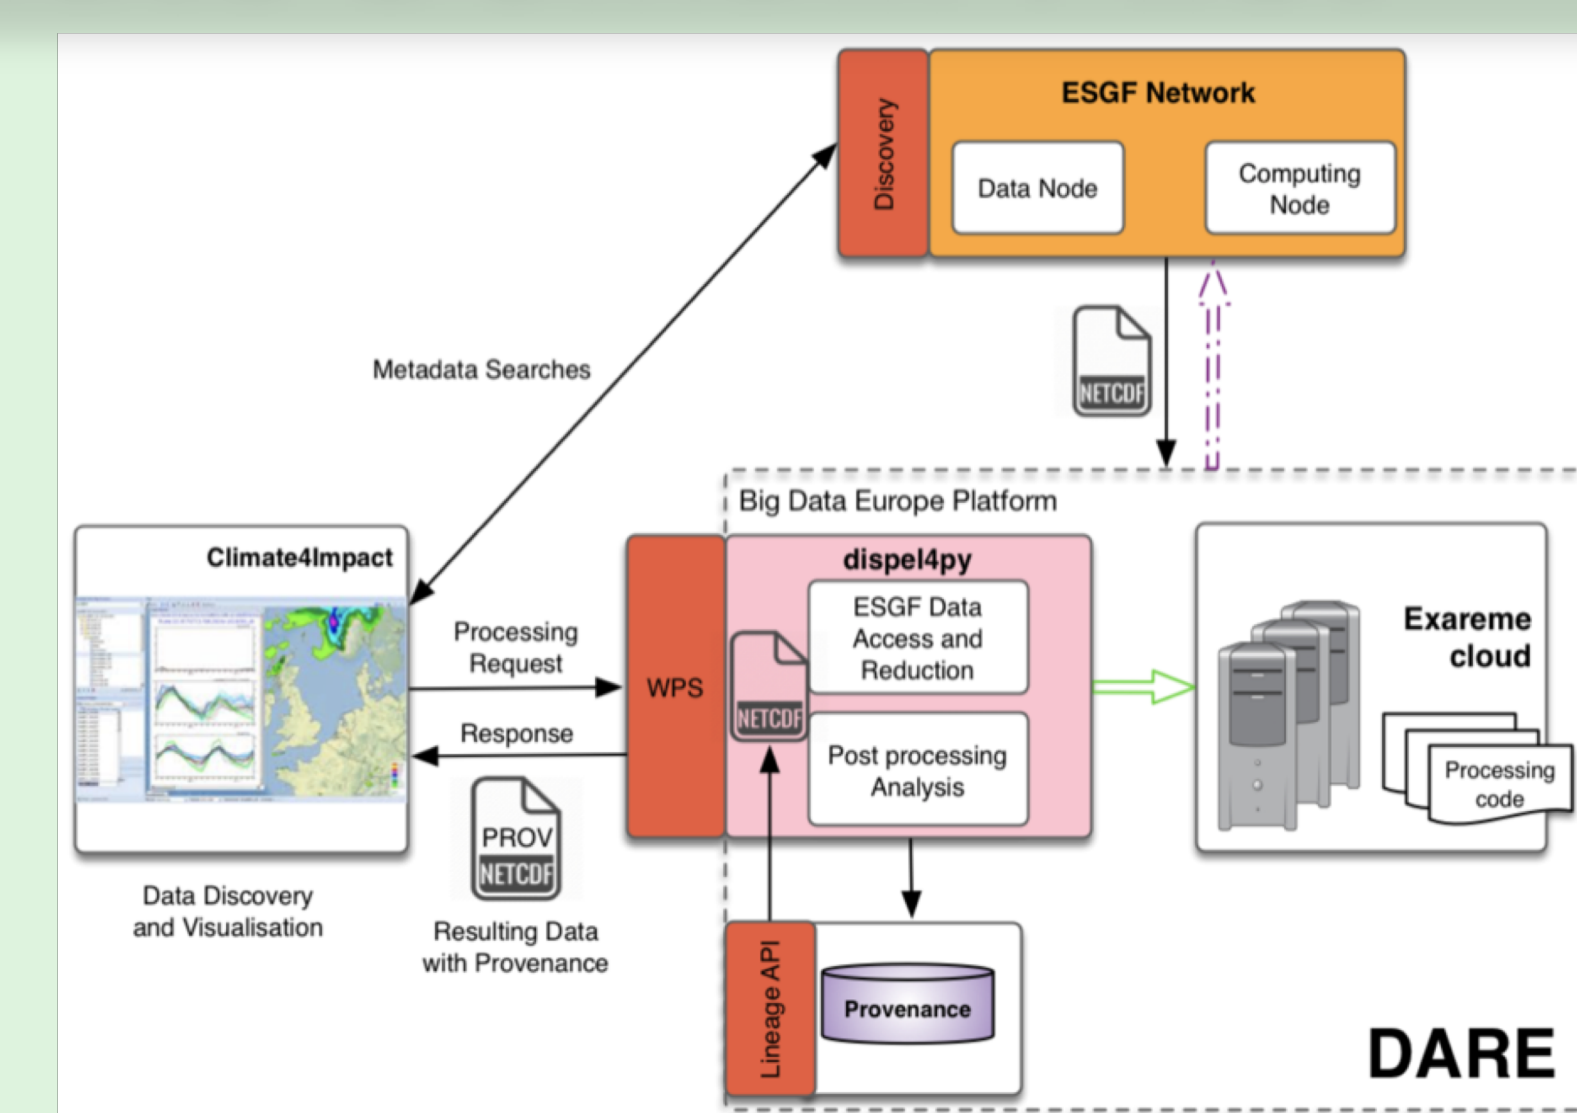 ESGF Network
Discovery
Data Node
Computing
Node
Metadata Searches
NETCDF
Big Data Europe Platform
Climate4Impact
dispel4py
ESGF Data
Access and
Reduction
Processing
Request
WPS
NETCDF
Exareme
cloud
Response
Post processing
Analysis
Processing
code
PROV
NETCDF
Data Discovery
and Visualisation
Resulting Data
with Provenance
Lineage API
Provenance
DARE